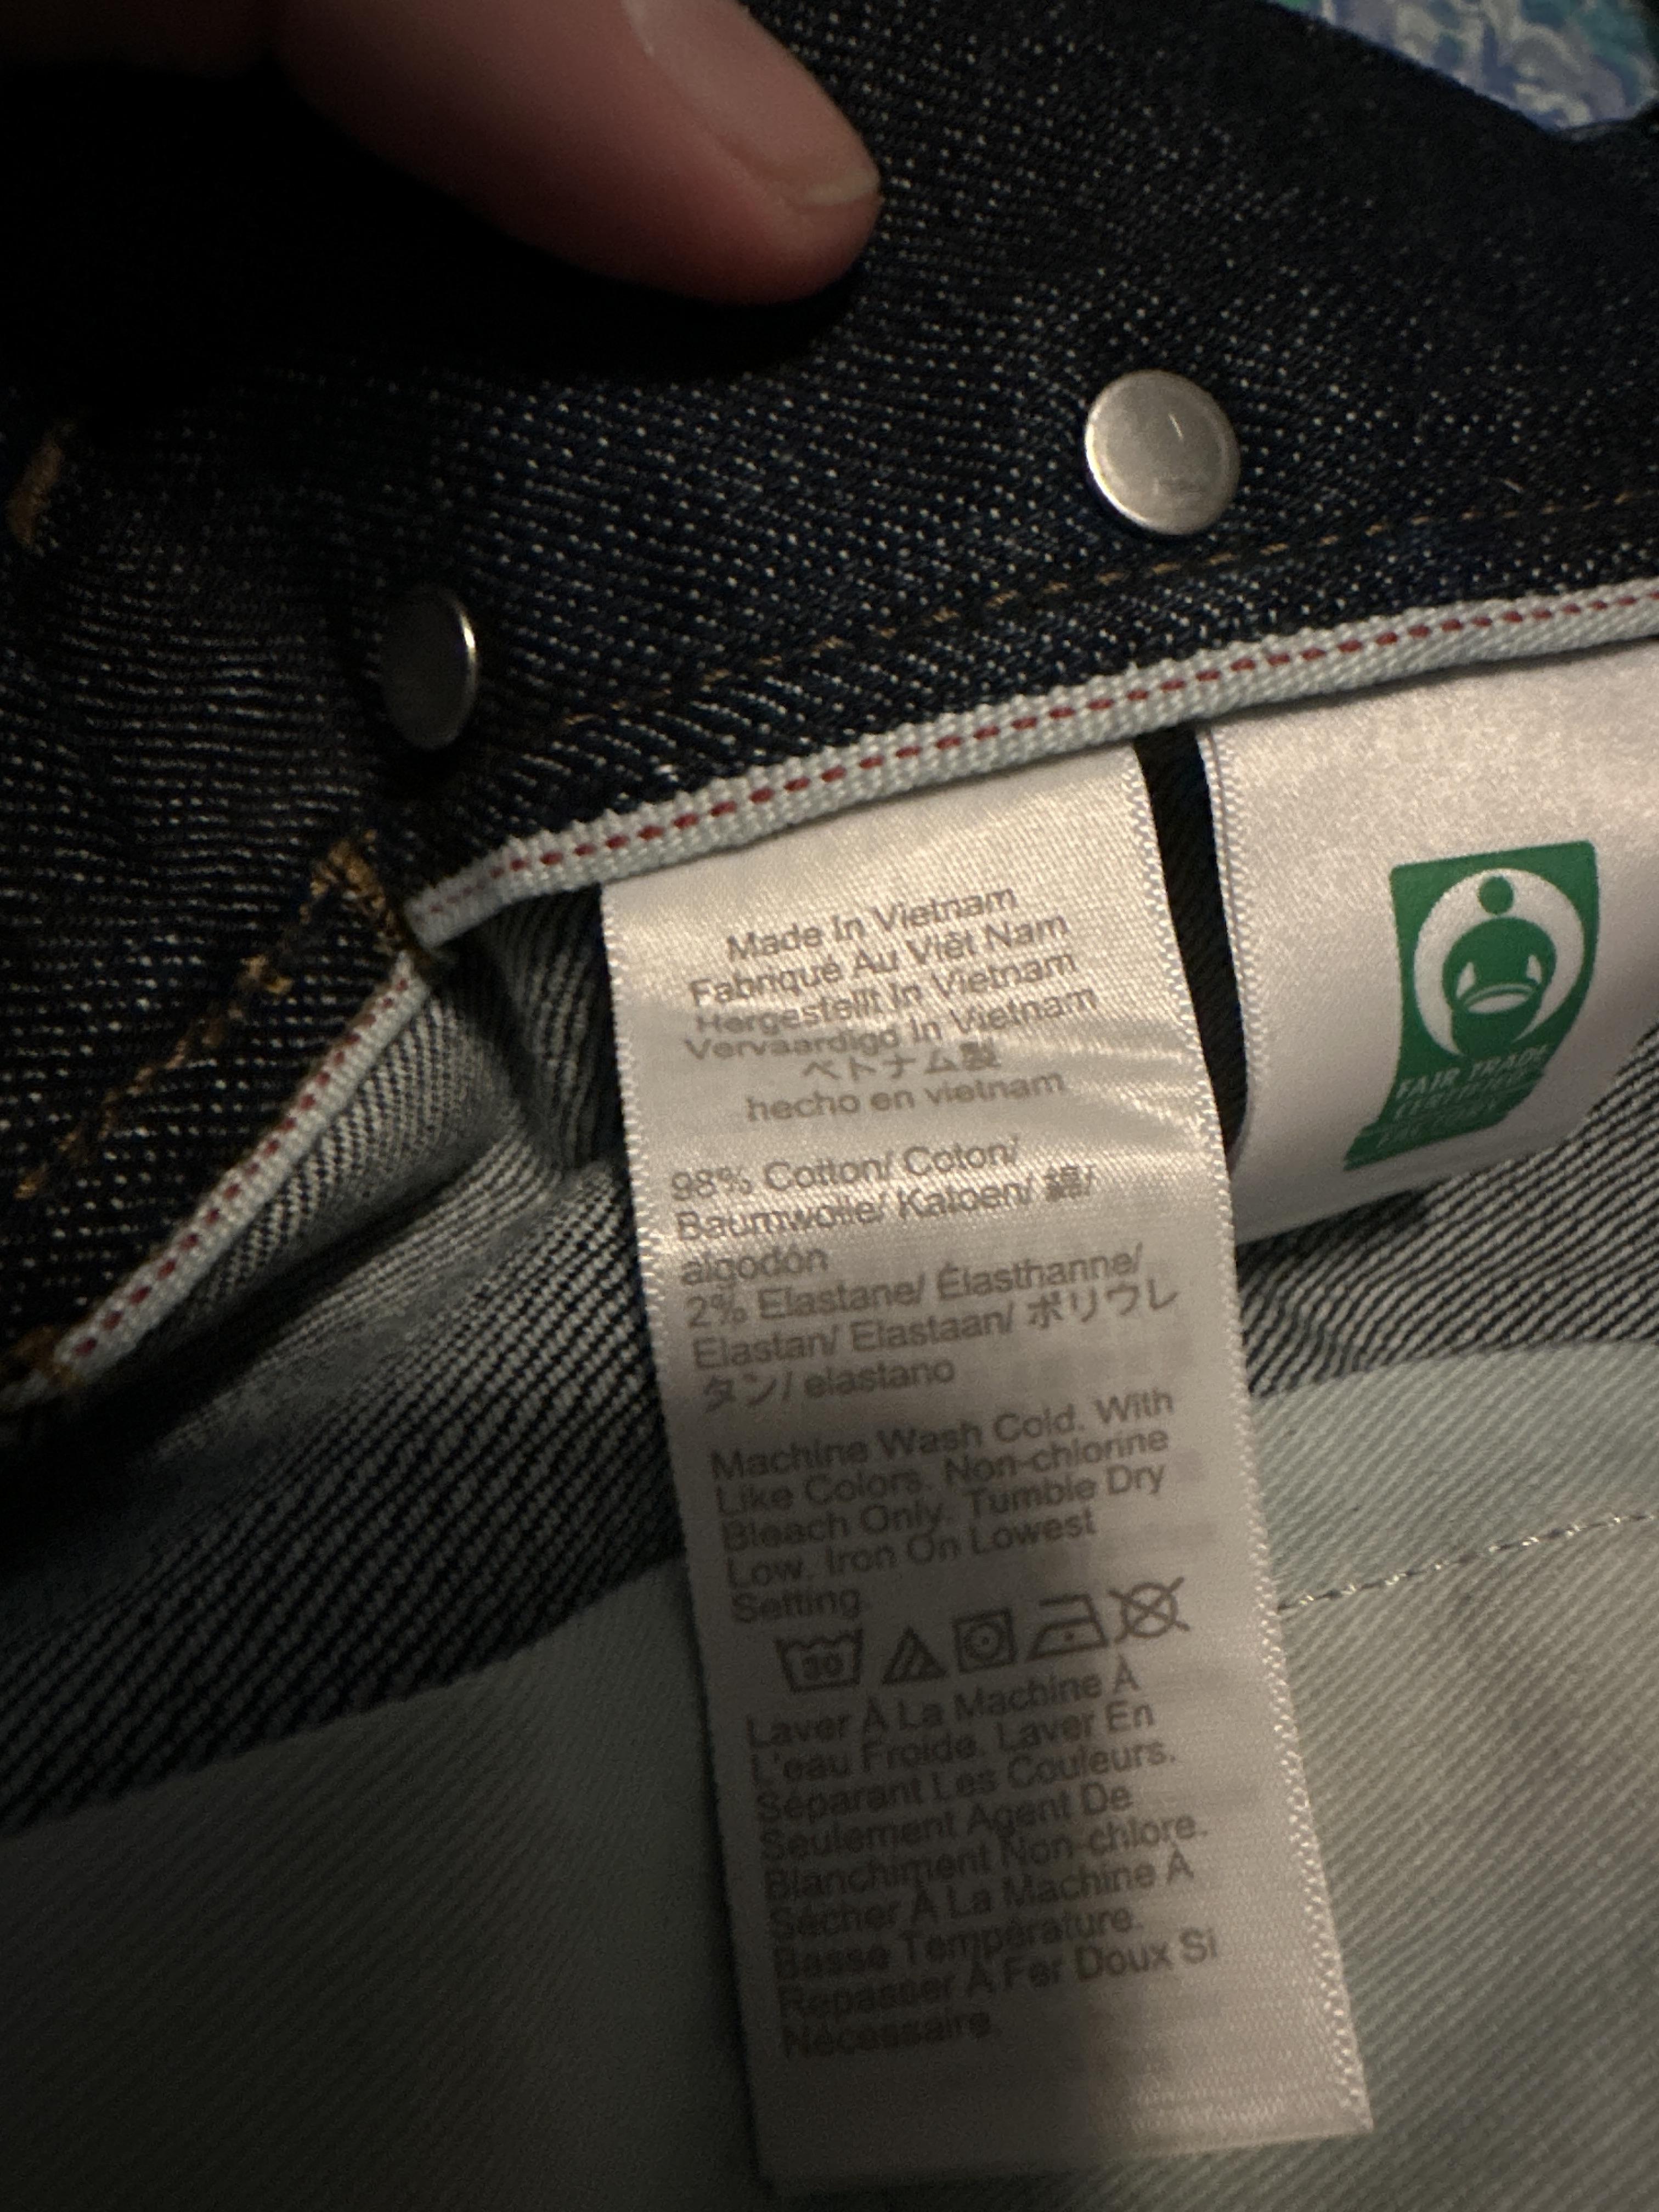 Made In Vietnam
Fabriqué Au Viêt Nam
Hergestellt In Vietnam
Vervaardigd In Vietnam
ベトナム製
hecho en vietnam
98% Cotton/ Coton/
Baumwolle/ Katoen/ 綿/
algodón
2% Elastane/ Élasthanne/
Elastan/ Elastaan/ ポリウレ
タン/ elastano
Machine Wash Cold. With
Like Colors. Non-chlorine
Bleach Only. Tumble Dry
Low. Iron On Lowest
Setting.
30
Laver À La Machine À
L'eau Froide. Laver En
Séparant Les Couleurs.
Seulement Agent De
Blanchiment Non-chlore.
Sécher À La Machine À
Basse Température.
Repasser À Fer Doux Si
Nécessaire.
FAIR TRADE
CERTIFIED
FACTORY